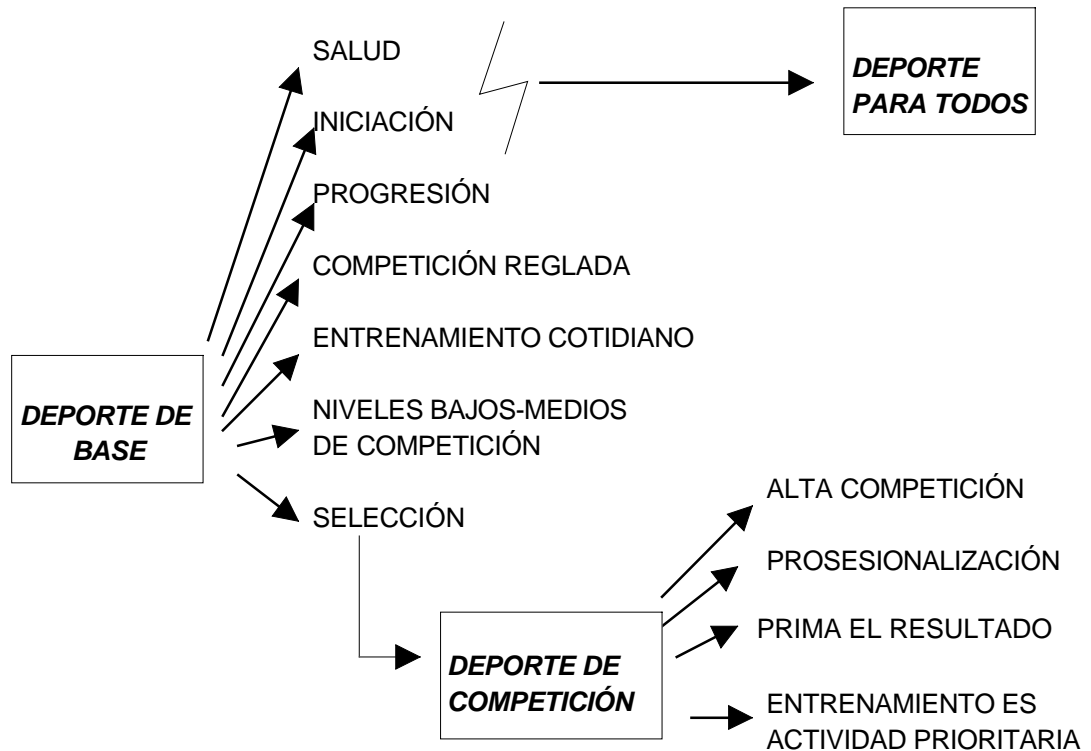 SALUD
DEPORTE
PARA TODOS
INICIACIÓN
PROGRESIÓN
COMPETICIÓN REGLADA
ENTRENAMIENTO COTIDIANO
DEPORTE DE
BASE
NIVELES BAJOS-MEDIOS
DE COMPETICIÓN
SELECCIÓN
ALTA COMPETICIÓN
PROSESIONALIZACIÓN
PRIMA EL RESULTADO
DEPORTE DE
COMPETICIÓN
ENTRENAMIENTO ES
ACTIVIDAD PRIORITARIA